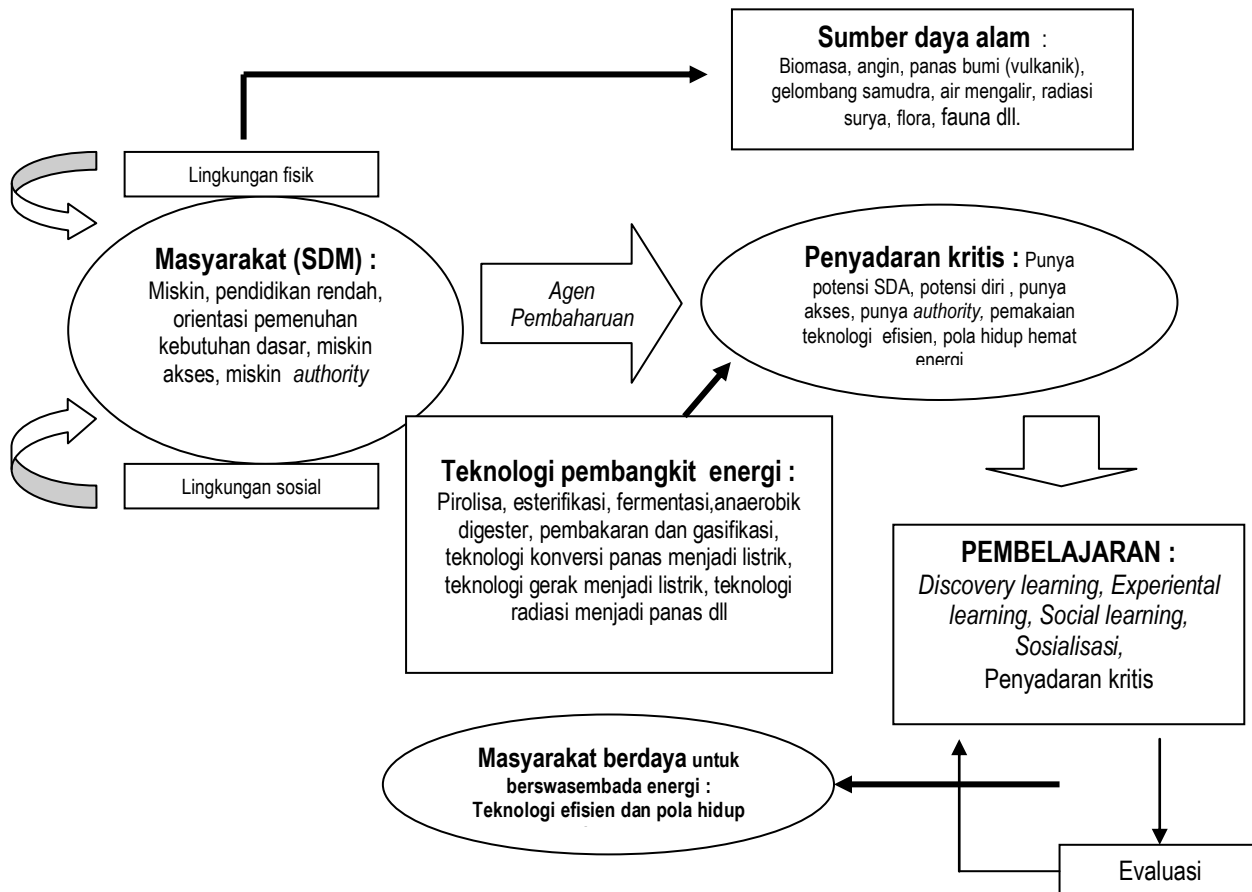 Sumber daya alam :
Biomasa, angin, panas bumi (vulkanik),
gelombang samudra, air mengalir, radiasi
surya, flora, fauna dll.
Lingkungan fisik
Masyarakat (SDM) :
Miskin, pendidikan rendah,
orientasi pemenuhan
kebutuhan dasar, miskin
akses, miskin authority
Lingkungan sosial
Agen
Pembaharuan
Penyadaran kritis : Punya
potensi SDA, potensi diri , punya
akses, punya authority, pemakaian
teknologi efisien, pola hidup hemat
energi
Teknologi pembangkit energi :
Pirolisa, esterifikasi, fermentasi,anaerobik
digester, pembakaran dan gasifikasi,
teknologi konversi panas menjadi listrik,
teknologi gerak menjadi listrik, teknologi
radiasi menjadi panas dll
PEMBELAJARAN :
Discovery learning, Experiental
learning, Social learning,
Sosialisasi,
Penyadaran kritis
Masyarakat berdaya untuk
berswasembada energi :
Teknologi efisien dan pola hidup
Evaluasi